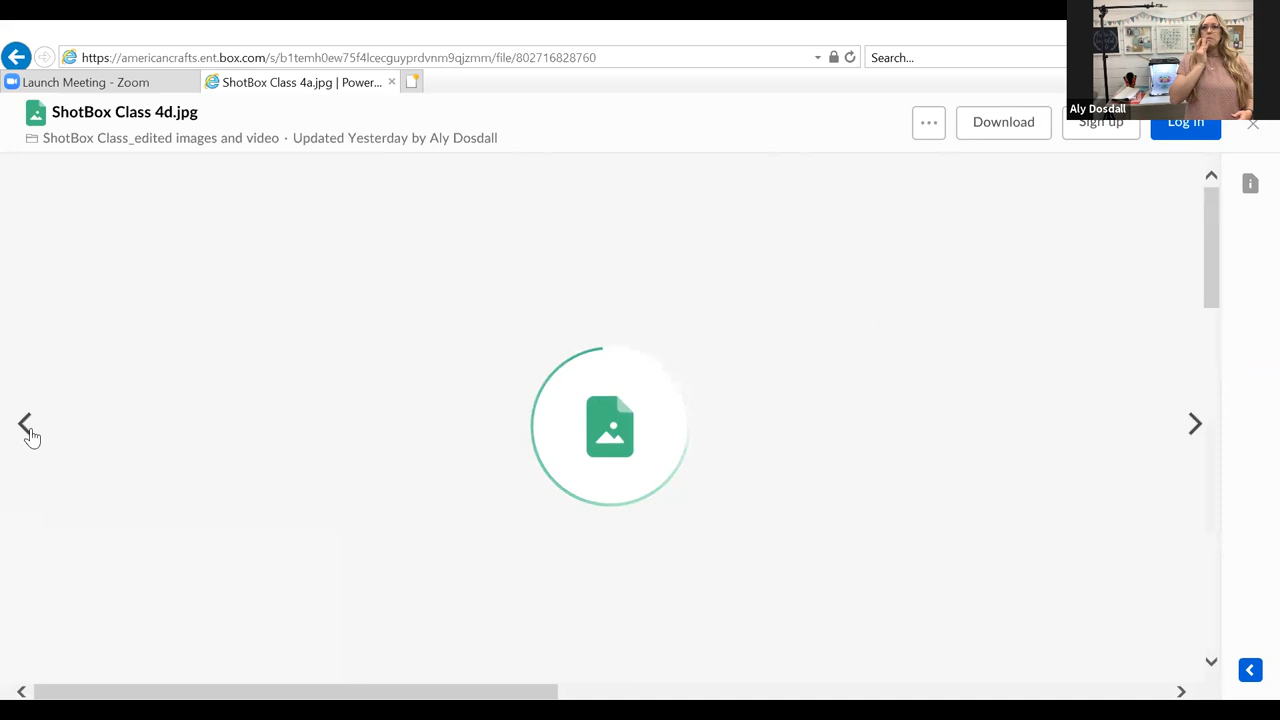 https://americancrafts.ent.box.com/s/b1temh0ew75f4lcecguyprdvnm9qjzmm/file/802716828760
Search...
Launch Meeting - Zoom
ShotBox Class 4a.jpg | Power...
ShotBox Class 4d.jpg
ShotBox Class_edited images and video · Updated Yesterday by Aly Dosdall
Download
Sign up
Log In
Aly Dosdall